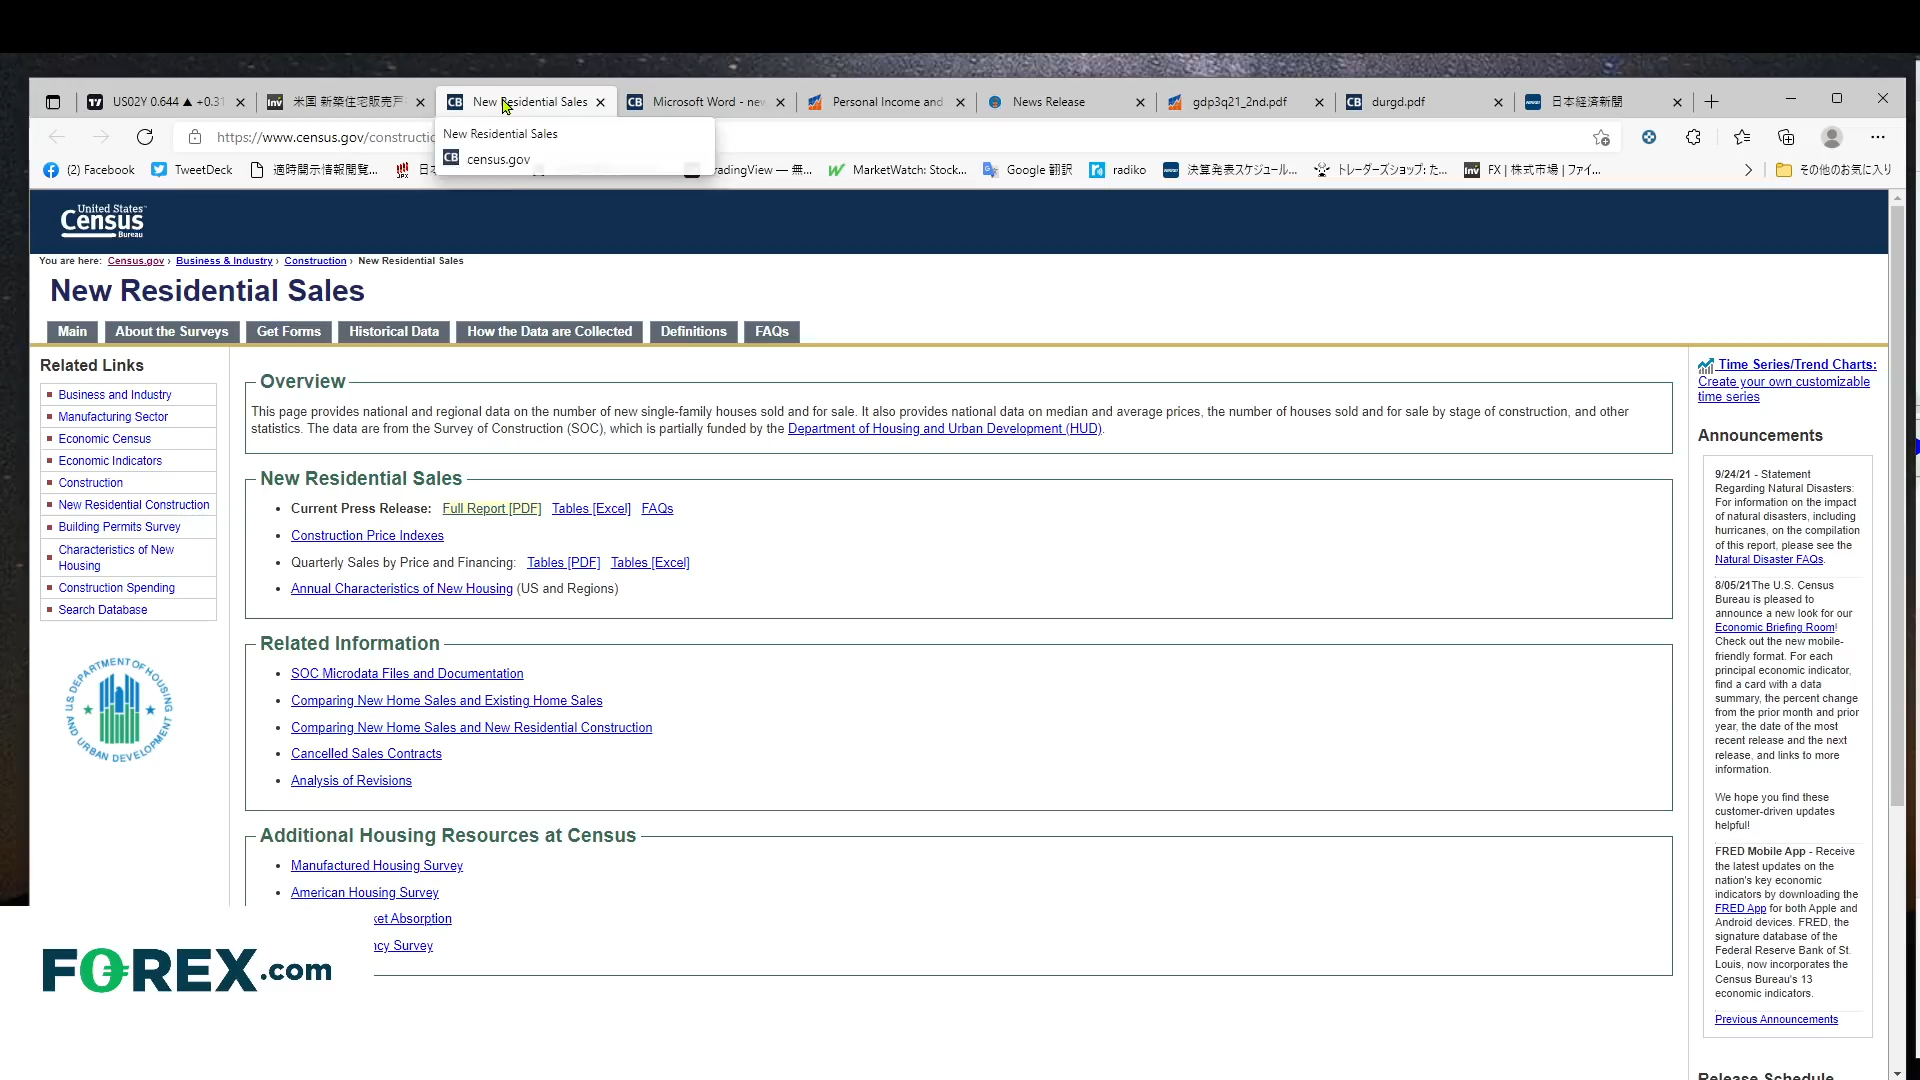 US02Y 0.644 ▲ +0.31
米国 新築住宅販売戸
New Residential Sales
Microsoft Word - new
Personal Income and
News Release
gdp3q21_2nd.pdf
durgd.pdf
日本経済新聞
https://www.census.gov/constructio
New Residential Sales
census.gov
(2) Facebook
TweetDeck
適時開示情報閲覧...
radingView — 無...
MarketWatch: Stock...
Google 翻訳
radiko
決算発表スケジュール...
トレーダーズショップ: た...
FX | 株式市場 | ファイ...
その他のお気に入り
United States
Census
Bureau
You are here: Census.gov › Business & Industry › Construction › New Residential Sales
New Residential Sales
Main
About the Surveys
Get Forms
Historical Data
How the Data are Collected
Definitions
FAQs
Related Links
Business and Industry
Manufacturing Sector
Economic Census
Economic Indicators
Construction
New Residential Construction
Building Permits Survey
Characteristics of New
Housing
Construction Spending
Search Database
U.S. DEPARTMENT OF HOUSING
AND URBAN DEVELOPMENT
Overview
This page provides national and regional data on the number of new single-family houses sold and for sale. It also provides national data on median and average prices, the number of houses sold and for sale by stage of construction, and other
statistics. The data are from the Survey of Construction (SOC), which is partially funded by the Department of Housing and Urban Development (HUD).
New Residential Sales
Current Press Release: Full Report [PDF] Tables [Excel] FAQs
Construction Price Indexes
Quarterly Sales by Price and Financing: Tables [PDF] Tables [Excel]
Annual Characteristics of New Housing (US and Regions)
Related Information
SOC Microdata Files and Documentation
Comparing New Home Sales and Existing Home Sales
Comparing New Home Sales and New Residential Construction
Cancelled Sales Contracts
Analysis of Revisions
Additional Housing Resources at Census
Manufactured Housing Survey
American Housing Survey
ket Absorption
ncy Survey
Time Series/Trend Charts:
Create your own customizable
time series
Announcements
9/24/21 - Statement
Regarding Natural Disasters:
For information on the impact
of natural disasters, including
hurricanes, on the compilation
of this report, please see the
Natural Disaster FAQs.
8/05/21The U.S. Census
Bureau is pleased to
announce a new look for our
Economic Briefing Room!
Check out the new mobile-
friendly format. For each
principal economic indicator,
find a card with a data
summary, the percent change
from the prior month and prior
year, the date of the most
recent release and the next
release, and links to more
information.
We hope you find these
customer-driven updates
helpful!
FRED Mobile App - Receive
the latest updates on the
nation's key economic
indicators by downloading the
FRED App for both Apple and
Android devices. FRED, the
signature database of the
Federal Reserve Bank of St.
Louis, now incorporates the
Census Bureau's 13
economic indicators.
Previous Announcements
Release Schedule
FOREX.com